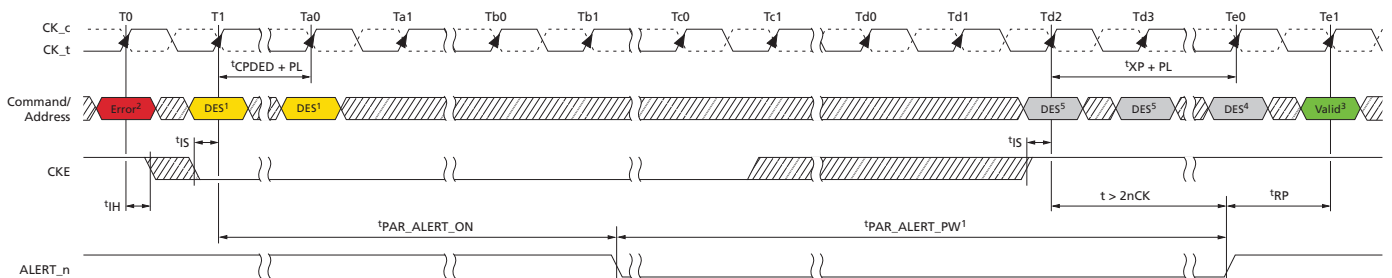 T0 T1 Ta0 Ta1 Tb0 Tb1 Tc0 Tc1 Td0 Td1 Td2 Td3 Te0 Te1
CK_c
CK_t
tCPDED + PL tXP + PL
Command/
Address
Error2 DES1 DES1 DES5 DES5 DES4 Valid3
tIS tIS
CKE
tIH t > 2nCK tRP
tPAR_ALERT_ON tPAR_ALERT_PW1
ALERT_n